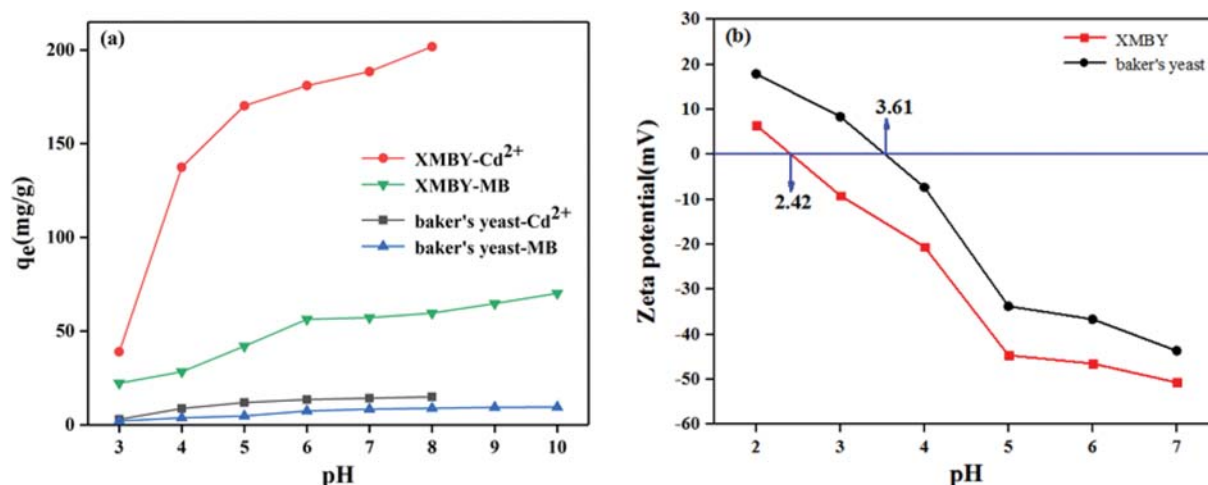 (a)
200
150
100
50
0
qe(mg/g)
XMBY-Cd2+
XMBY-MB
baker's yeast-Cd2+
baker's yeast-MB
3 4 5 6 7 8 9 10
pH
(b)
30
20
10
0
-10
-20
-30
-40
-50
-60
Zeta potential(mV)
XMBY
baker's yeast
3.61
2.42
2 3 4 5 6 7
pH